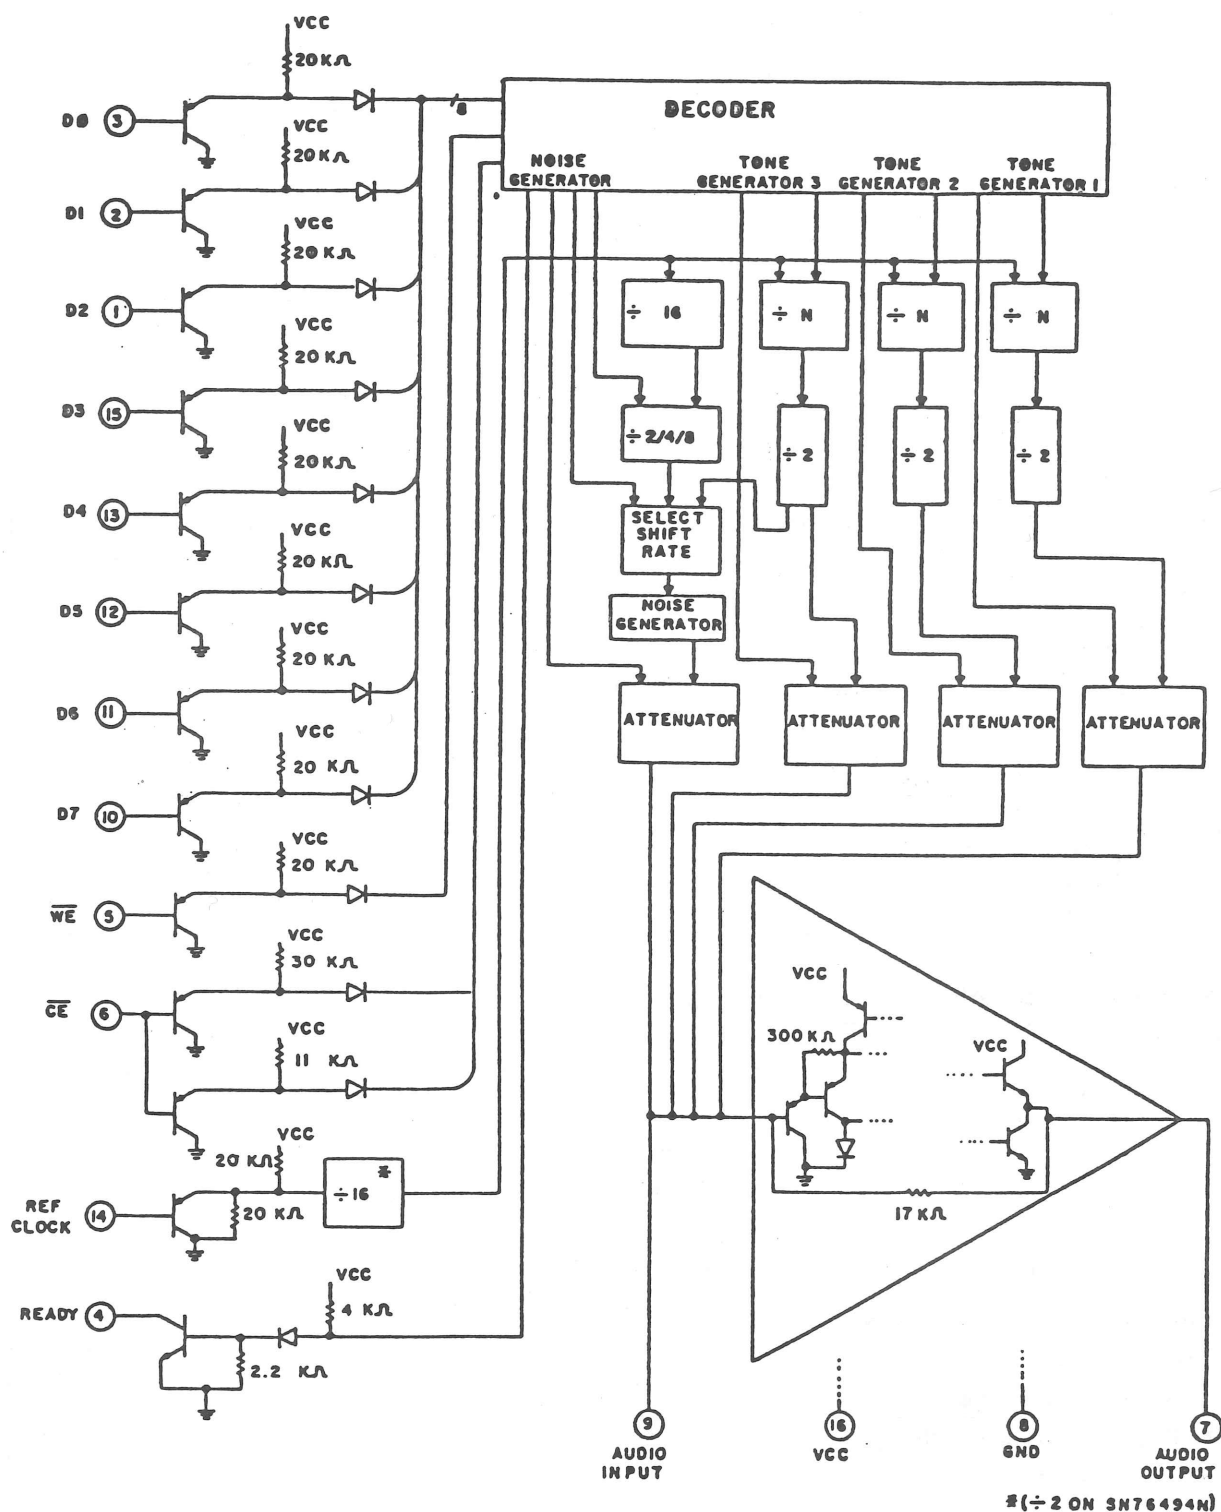 VCC
20 KΩ
DØ 3
VCC
20 KΩ
D1 2
VCC
20 KΩ
D2 1
VCC
20 KΩ
D3 15
VCC
20 KΩ
D4 13
VCC
20 KΩ
D5 12
VCC
20 KΩ
D6 11
VCC
20 KΩ
D7 10
VCC
20 KΩ
WE 5
VCC
30 KΩ
CE 6
VCC
11 KΩ
VCC
20 KΩ
20 KΩ
REF
CLOCK 14
÷16 *
VCC
4 KΩ
READY 4
2.2 KΩ
8
DECODER
NOISE
GENERATOR
TONE
GENERATOR 3
TONE
GENERATOR 2
TONE
GENERATOR 1
÷ 16
÷ N
÷ N
÷ N
÷2/4/8
÷2
÷2
÷2
SELECT
SHIFT
RATE
NOISE
GENERATOR
ATTENUATOR
ATTENUATOR
ATTENUATOR
ATTENUATOR
VCC
300 KΩ
VCC
17 KΩ
9
AUDIO
INPUT
16
VCC
8
GND
7
AUDIO
OUTPUT
*(÷2 ON SN76494N)